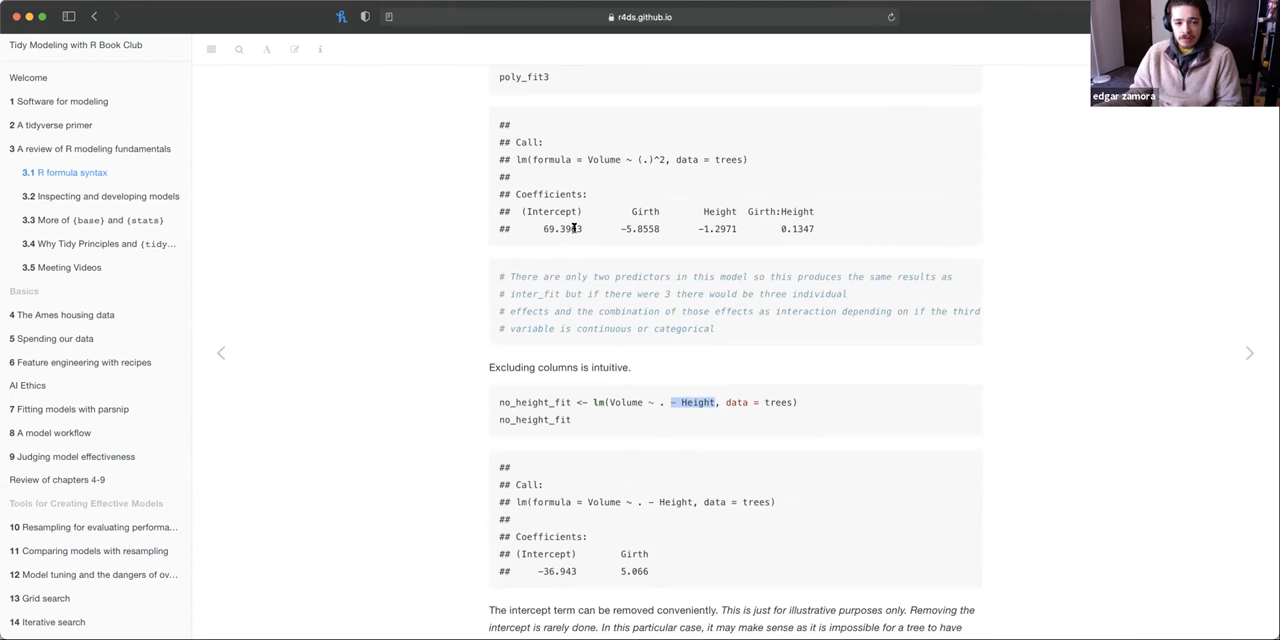 r4ds.github.io
Tidy Modeling with R Book Club
Welcome
1 Software for modeling
2 A tidyverse primer
3 A review of R modeling fundamentals
3.1 R formula syntax
3.2 Inspecting and developing models
3.3 More of {base} and {stats}
3.4 Why Tidy Principles and {tidy…
3.5 Meeting Videos
Basics
4 The Ames housing data
5 Spending our data
6 Feature engineering with recipes
AI Ethics
7 Fitting models with parsnip
8 A model workflow
9 Judging model effectiveness
Review of chapters 4-9
Tools for Creating Effective Models
10 Resampling for evaluating performa…
11 Comparing models with resampling
12 Model tuning and the dangers of ov…
13 Grid search
14 Iterative search
poly_fit3
##
## Call:
## lm(formula = Volume ~ (.)^2, data = trees)
##
## Coefficients:
## (Intercept) Girth Height Girth:Height
## -5.8558 -1.2971 0.1347
# There are only two predictors in this model so this produces the same results as
# inter_fit but if there were 3 there would be three individual
# effects and the combination of those effects as interaction depending on if the third
# variable is continuous or categorical
Excluding columns is intuitive.
no_height_fit <- lm(Volume ~ . - Height, data = trees)
no_height_fit
##
## Call:
## lm(formula = Volume ~ . - Height, data = trees)
##
## Coefficients:
## (Intercept) Girth
## -36.943 5.066
The intercept term can be removed conveniently. This is just for illustrative purposes only. Removing the
intercept is rarely done. In this particular case, it may make sense as it is impossible for a tree to have
edgar zamora